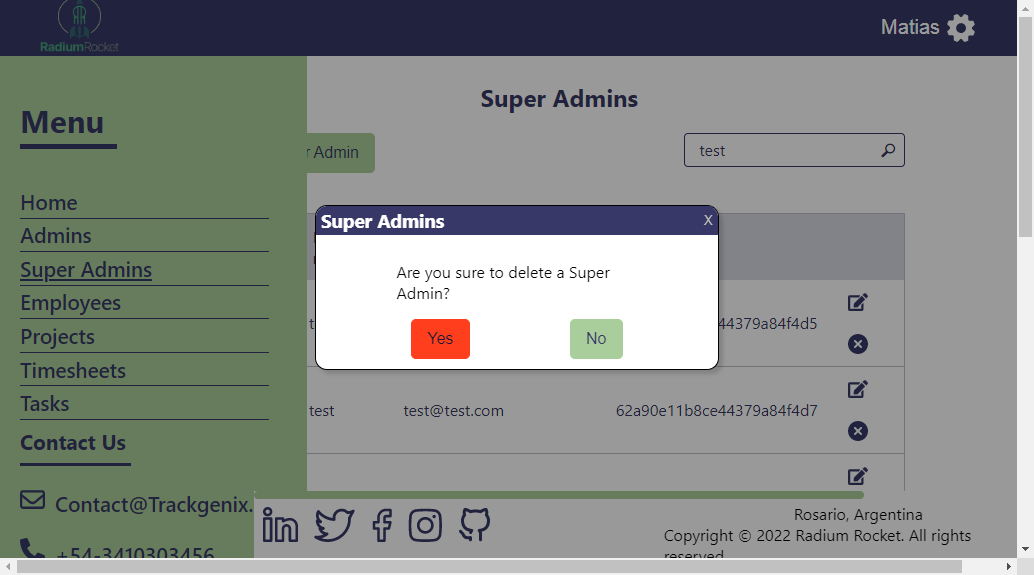 RadiumRocket
Matias
Menu
Home
Admins
Super Admins
Employees
Projects
Timesheets
Tasks
Contact Us
Contact@Trackgenix.
+54-3410303456
Super Admins
r Admin
test
Super Admins
X
Are you sure to delete a Super
Admin?
Yes
No
44379a84f4d5
test
test@test.com
62a90e11b8ce44379a84f4d7
Rosario, Argentina
Copyright © 2022 Radium Rocket. All rights
reserved